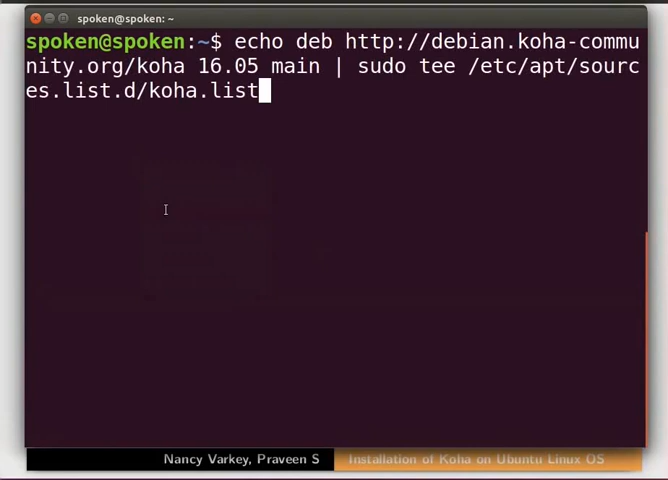 spoken@spoken: ~
spoken@spoken:~$ echo deb http://debian.koha-commu
nity.org/koha 16.05 main | sudo tee /etc/apt/sourc
es.list.d/koha.list
Nancy Varkey, Praveen S
Installation of Koha on Ubuntu Linux OS